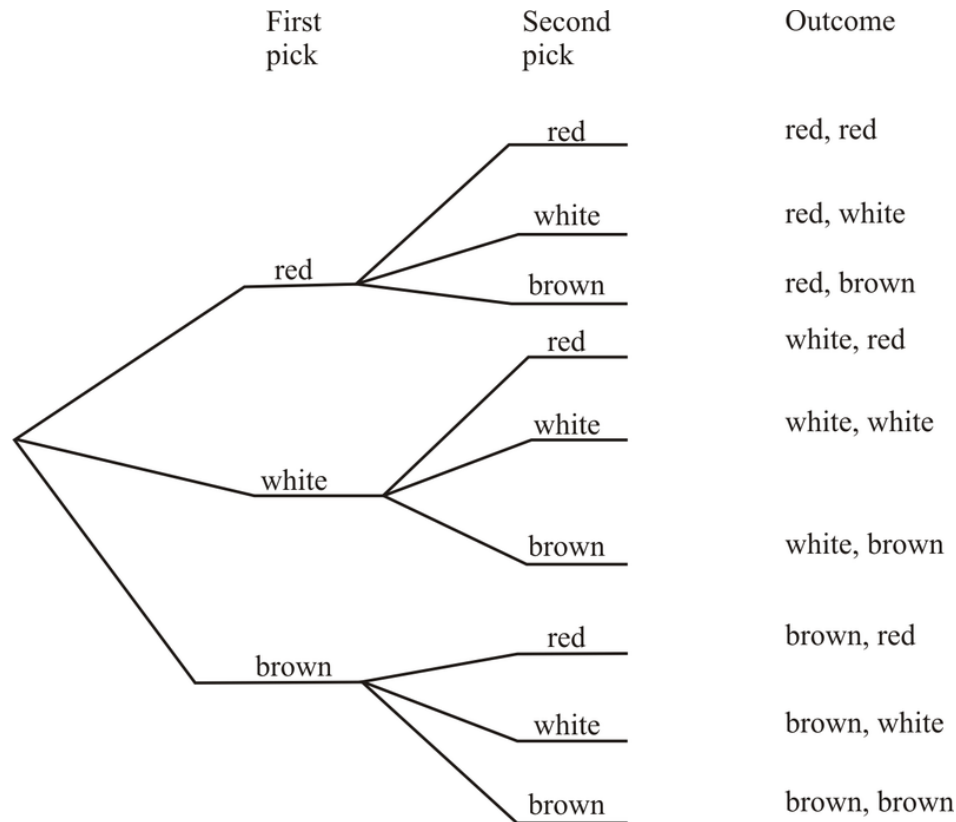 First
pick
Second
pick
Outcome
red
red, red
white
red, white
red
brown
red, brown
red
white, red
white
white, white
white
brown
white, brown
red
brown, red
brown
white
brown, white
brown
brown, brown